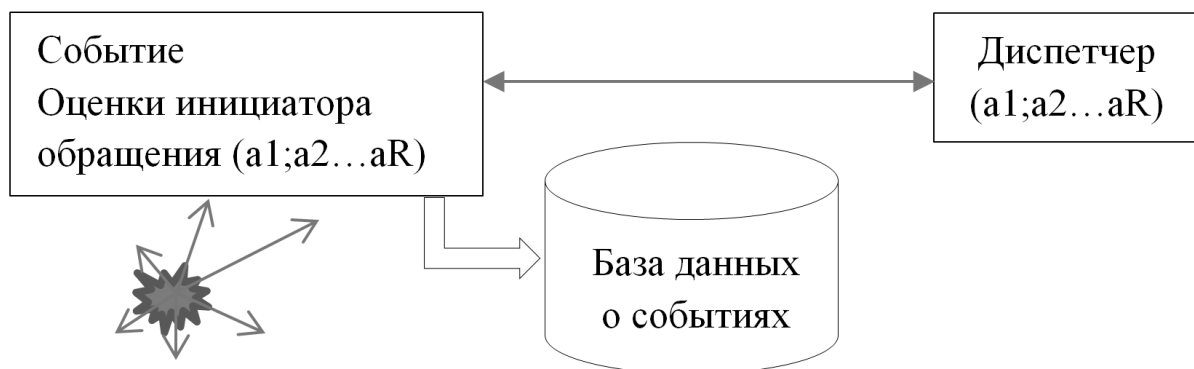 Событие
Оценки инициатора
обращения (a1;a2…aR)
Диспетчер
(a1;a2…aR)
База данных
о событиях